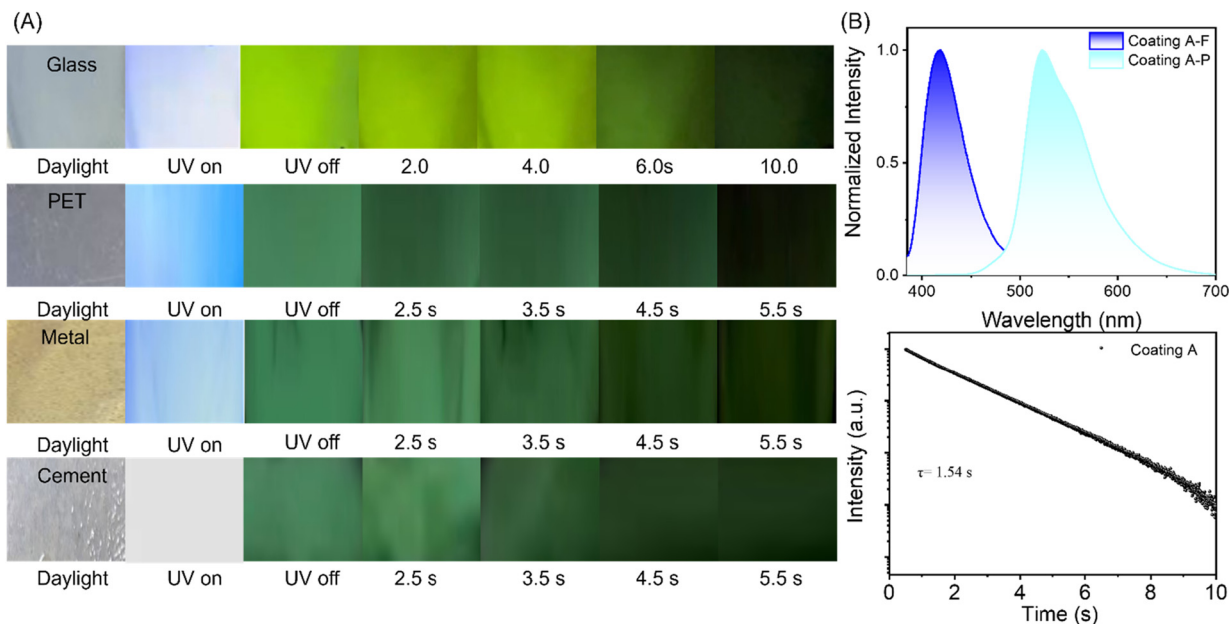 (A)
Glass
Daylight UV on UV off 2.0 4.0 6.0s 10.0
PET
Daylight UV on UV off 2.5 s 3.5 s 4.5 s 5.5 s
Metal
Daylight UV on UV off 2.5 s 3.5 s 4.5 s 5.5 s
Cement
Daylight UV on UV off 2.5 s 3.5 s 4.5 s 5.5 s
(B)
Coating A-F
Coating A-P
Normalized Intensity
1.0
0.5
0.0
400 500 600 700
Wavelength (nm)
Coating A
Intensity (a.u.)
τ= 1.54 s
0 2 4 6 8 10
Time (s)